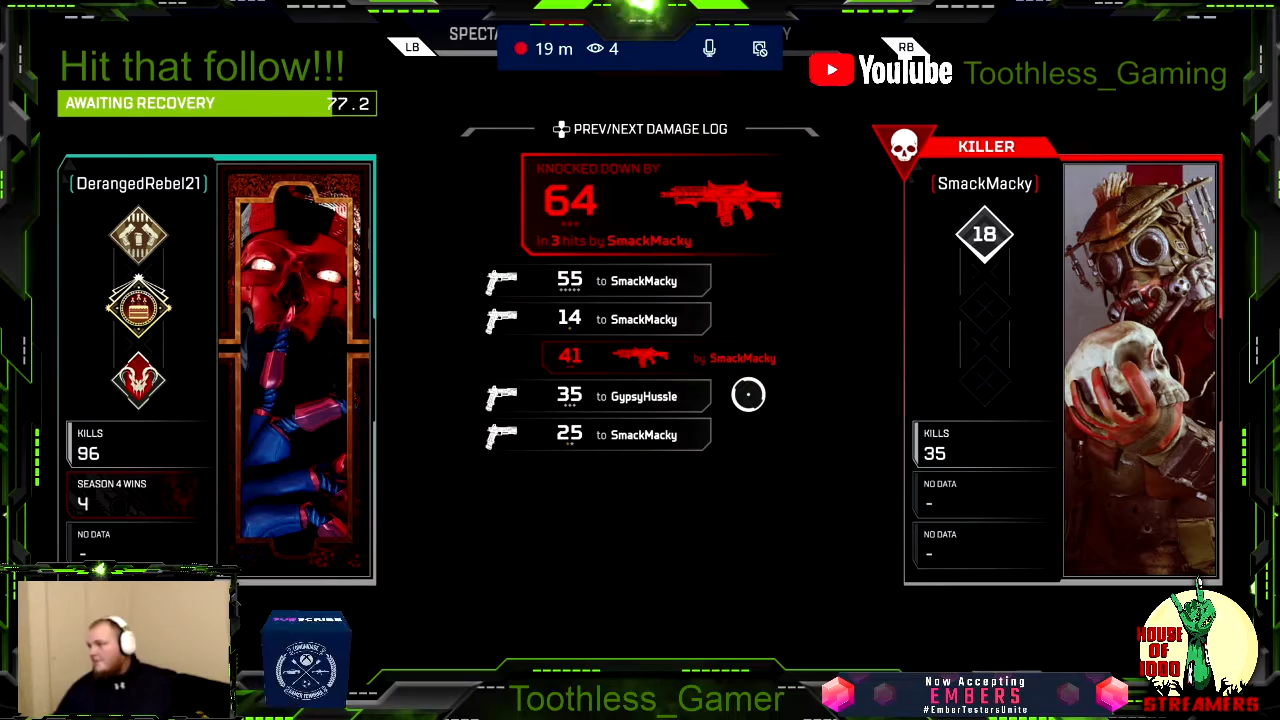 SPECTA
Y
LB
19 m
4
RB
Hit that follow!!!
YouTube
Toothless_Gaming
AWAITING RECOVERY
77.2
PREV/NEXT DAMAGE LOG
KILLER
DerangedRebel21
KNOCKED DOWN BY
64
in 3 hits by SmackMacky
SmackMacky
18
55 to SmackMacky
14 to SmackMacky
41 by SmackMacky
35 to GypsyHussle
25 to SmackMacky
KILLS
96
SEASON 4 WINS
4
NO DATA
-
KILLS
35
NO DATA
-
NO DATA
-
Toothless_Gamer
Now Accepting
EMBERS
#EmberTestersUnite
HOUSE
OF
1000
STREAMERS